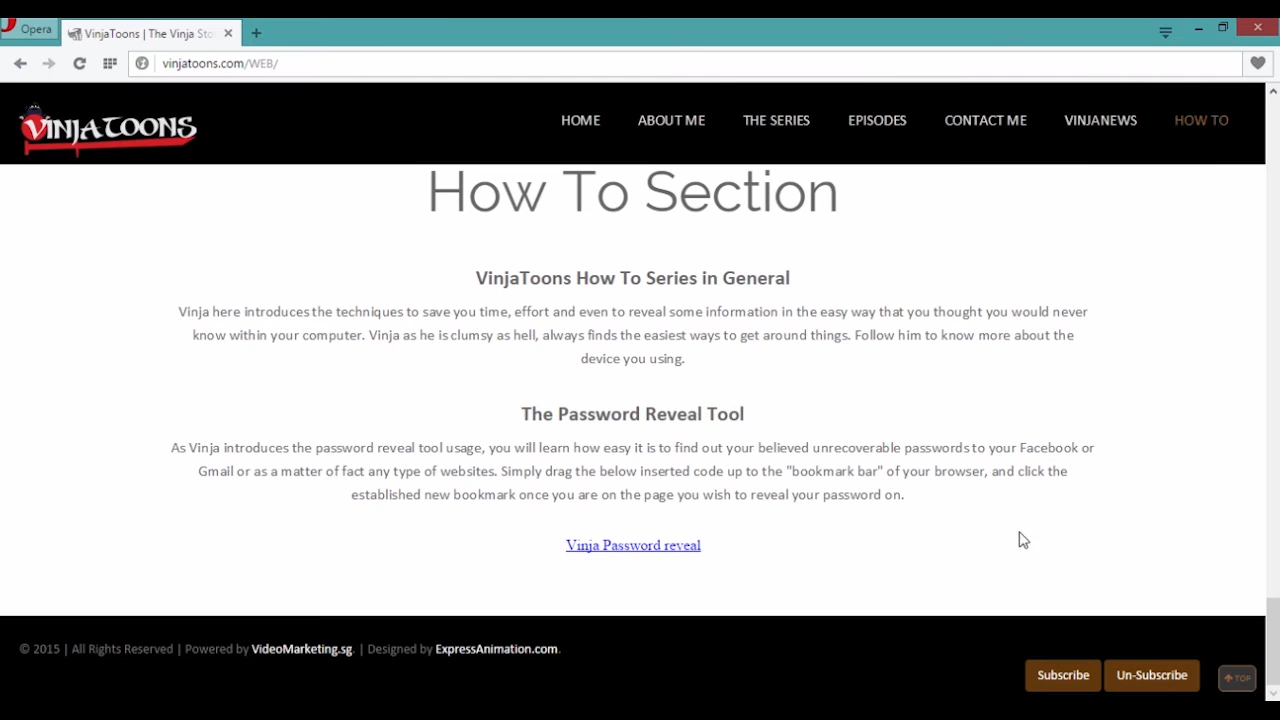 Opera
VinjaToons | The Vinja Sto
vinjatoons.com/WEB/
VINJATOONS
HOME ABOUT ME THE SERIES EPISODES CONTACT ME VINJANEWS HOW TO
How To Section
VinjaToons How To Series in General
Vinja here introduces the techniques to save you time, effort and even to reveal some information in the easy way that you thought you would never
know within your computer. Vinja as he is clumsy as hell, always finds the easiest ways to get around things. Follow him to know more about the
device you using.
The Password Reveal Tool
As Vinja introduces the password reveal tool usage, you will learn how easy it is to find out your believed unrecoverable passwords to your Facebook or
Gmail or as a matter of fact any type of websites. Simply drag the below inserted code up to the "bookmark bar" of your browser, and click the
established new bookmark once you are on the page you wish to reveal your password on.
Vinja Password reveal
© 2015 | All Rights Reserved | Powered by VideoMarketing.sg. | Designed by ExpressAnimation.com.
Subscribe Un-Subscribe TOP